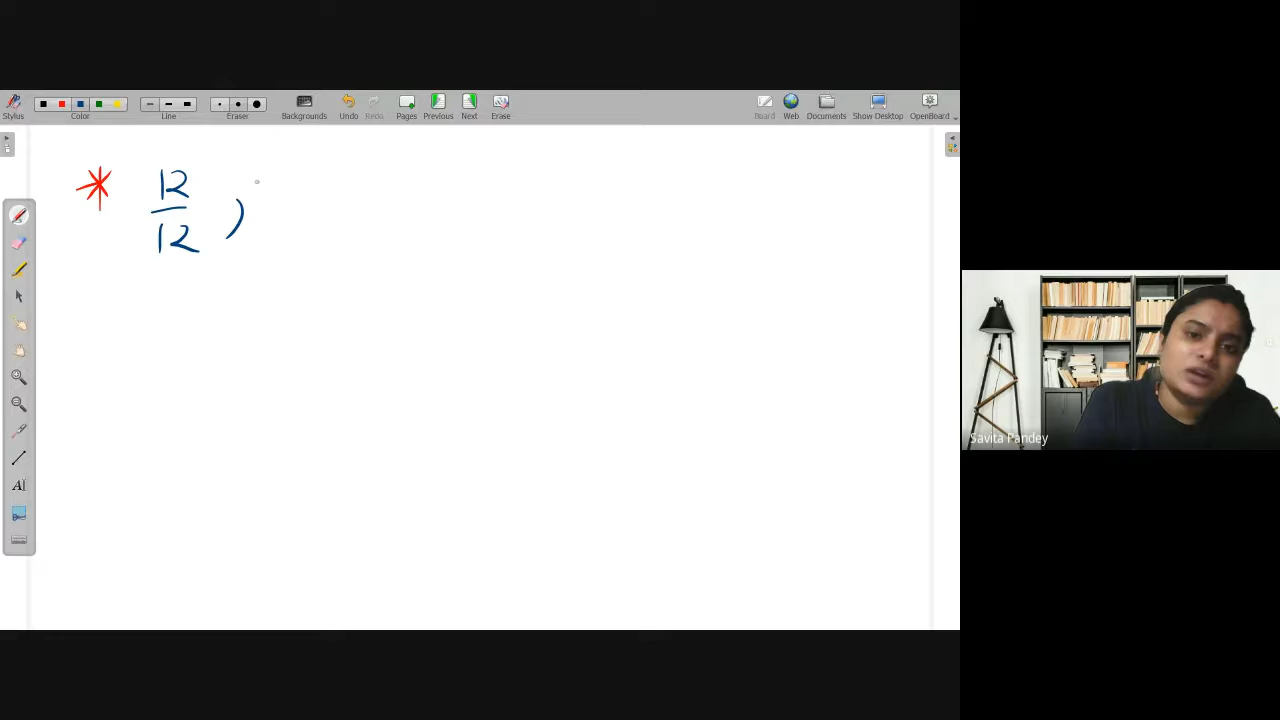 Stylus
Color
Line
Eraser
Backgrounds
Undo
Redo
Pages
Previous
Next
Erase
Board
Web
Documents
Show Desktop
OpenBoard
* 12
12 )
A
Savita Pandey